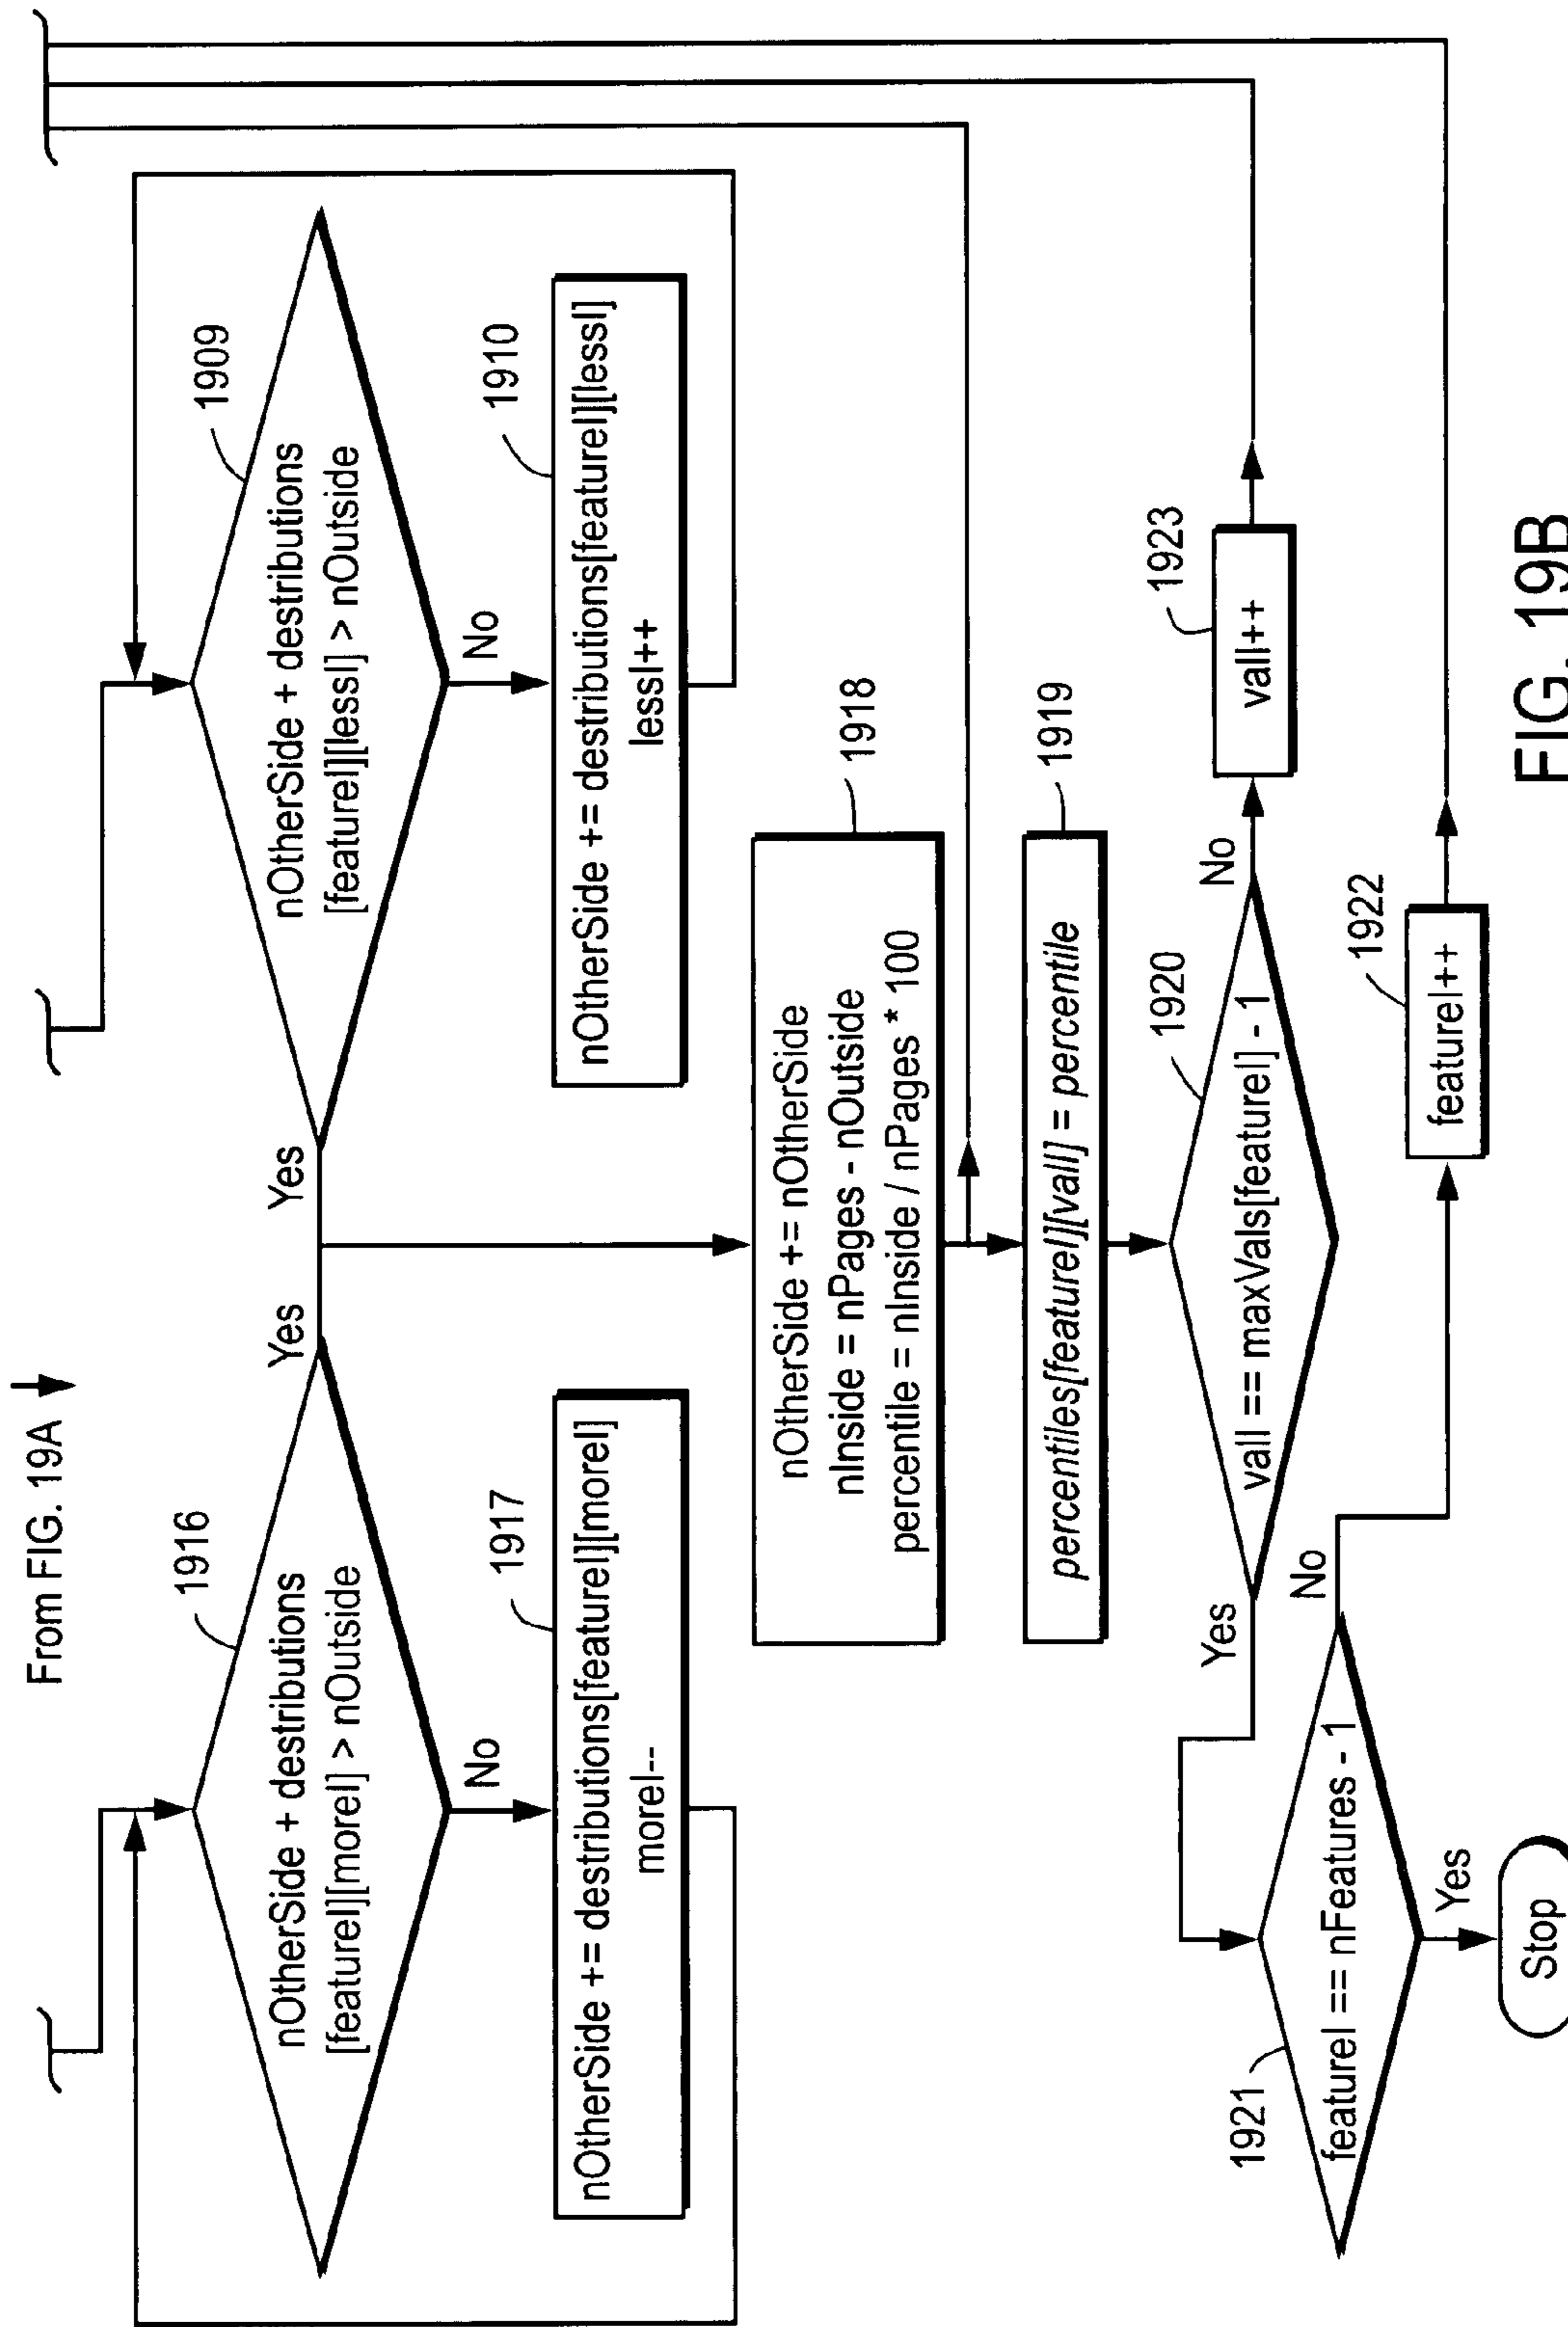 From FIG. 19A
1916
nOtherSide + destributions
[featureI][moreI] > nOutside
Yes
No
1917
nOtherSide += destributions[featureI][moreI]
moreI--
1909
nOtherSide + destributions
[featureI][lessI] > nOutside
Yes
No
1910
nOtherSide += destributions[featureI][lessI]
lessI++
1918
nOtherSide += nOtherSide
nInside = nPages - nOutside
percentile = nInside / nPages * 100
1919
percentiles[featureI][valI] = percentile
1920
valI == maxVals[featureI] - 1
Yes
No
1923
valI++
1921
featureI == nFeatures - 1
No
Yes
1922
featureI++
Stop
FIG. 19B